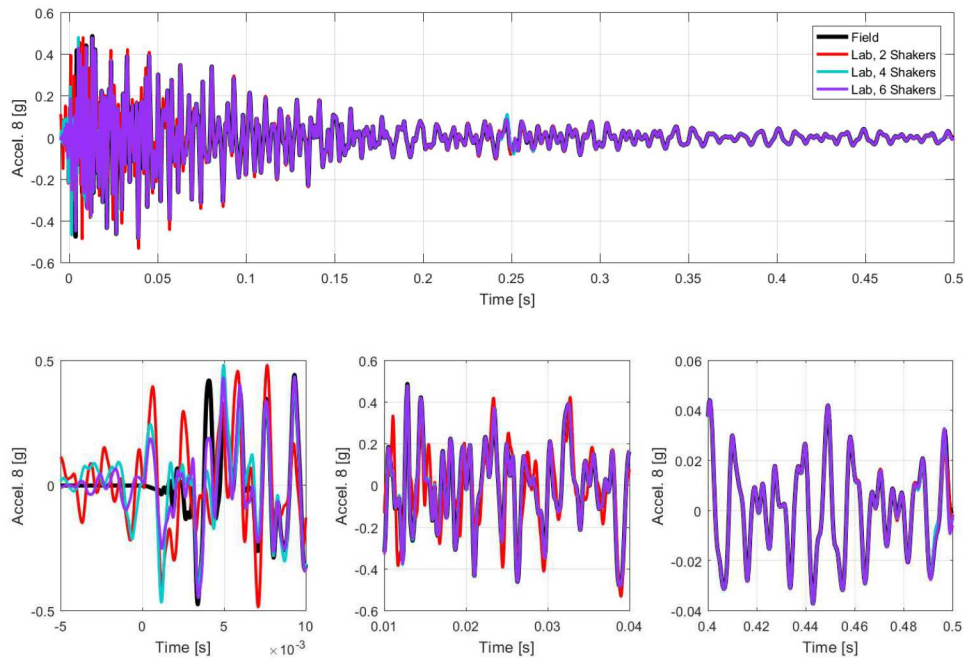 0.6
0.4
0.2
0
-0.2
-0.4
-0.6
Accel. 8 [g]
Field
Lab, 2 Shakers
Lab, 4 Shakers
Lab, 6 Shakers
0 0.05 0.1 0.15 0.2 0.25 0.3 0.35 0.4 0.45 0.5
Time [s]
0.5
0
-0.5
Accel. 8 [g]
-5 0 5 10
Time [s] ×10⁻³
0.6
0.4
0.2
0
-0.2
-0.4
-0.6
Accel. 8 [g]
0.01 0.02 0.03 0.04
Time [s]
0.06
0.04
0.02
0
-0.02
-0.04
Accel. 8 [g]
0.4 0.42 0.44 0.46 0.48 0.5
Time [s]